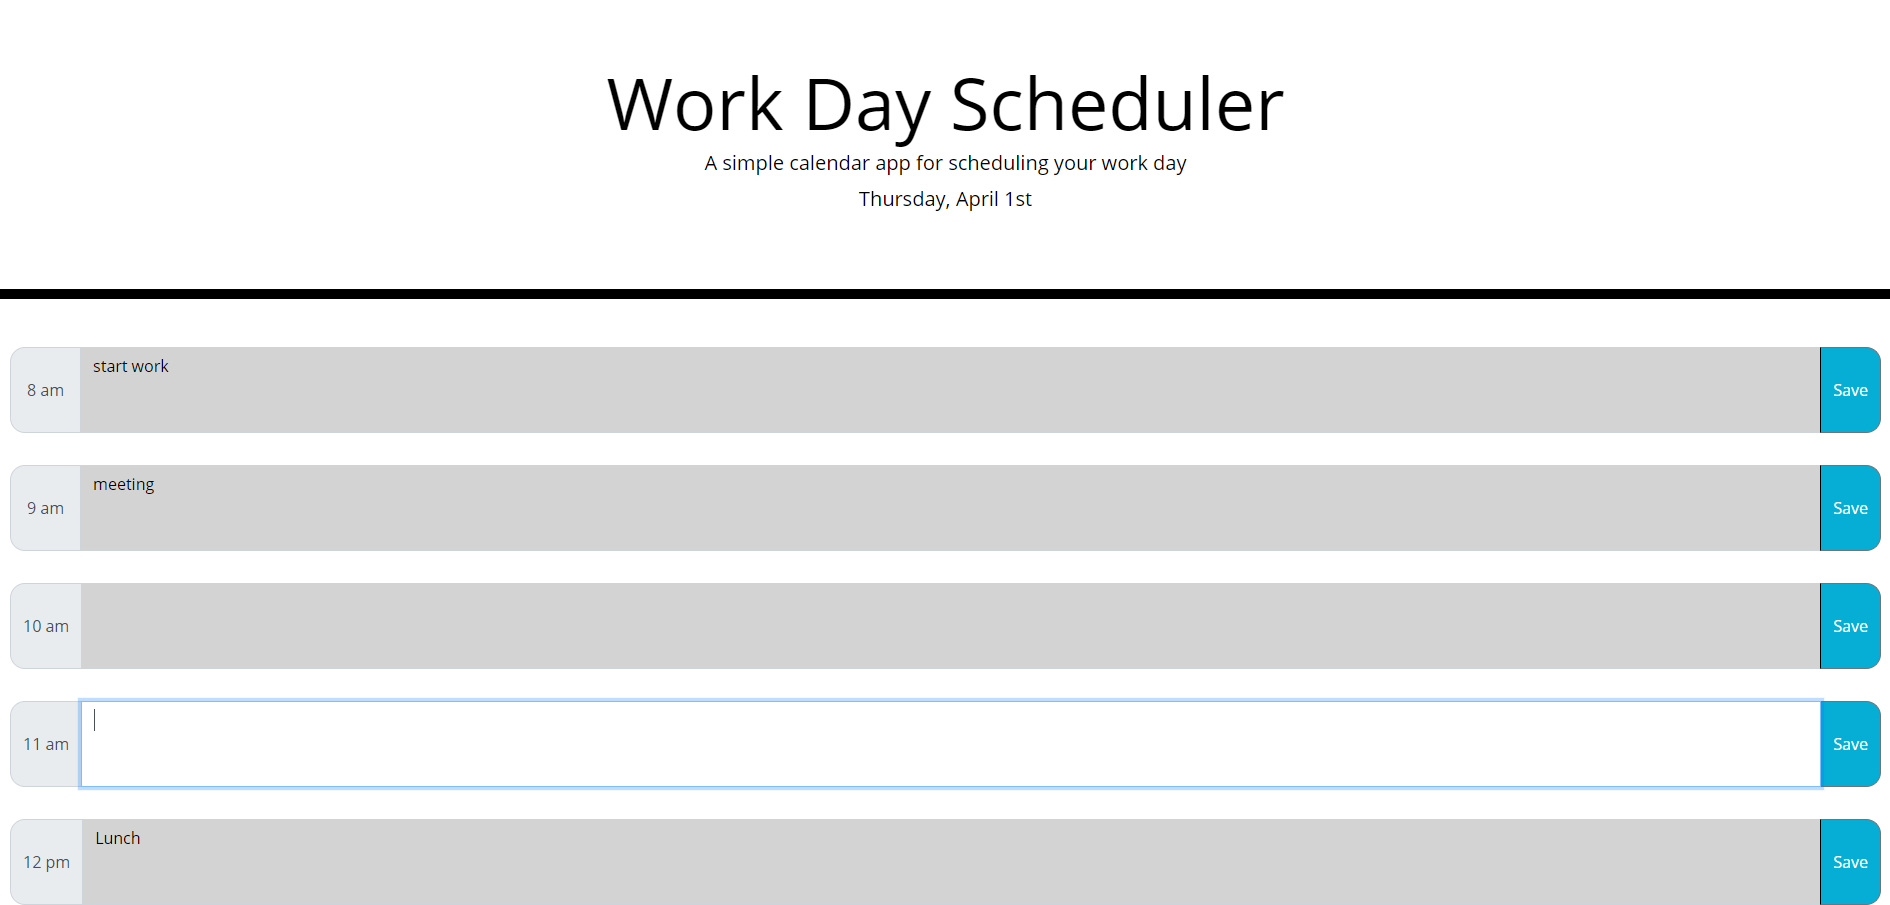 Work Day Scheduler
A simple calendar app for scheduling your work day
Thursday, April 1st
8 am start work Save
9 am meeting Save
10 am Save
11 am Save
12 pm Lunch Save